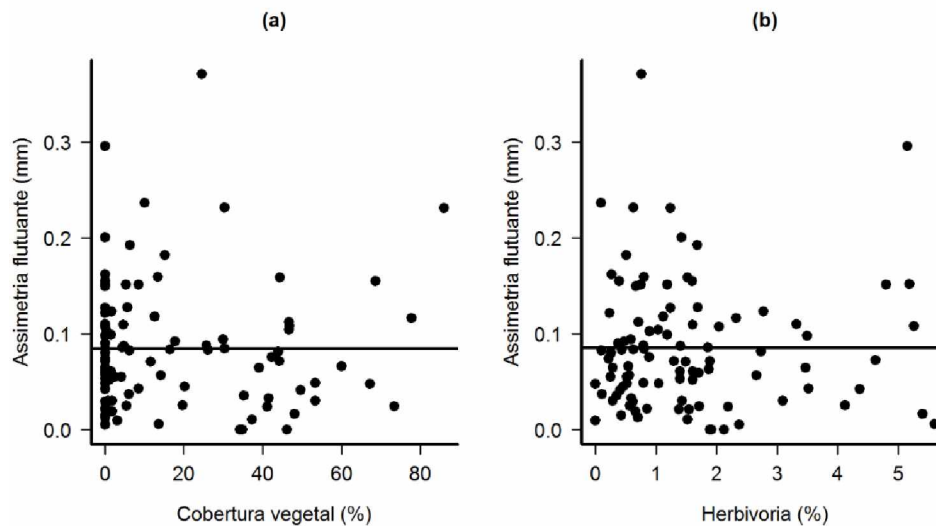 (a)
Assimetria flutuante (mm)
0.3
0.2
0.1
0.0
0 20 40 60 80
Cobertura vegetal (%)
(b)
Assimetria flutuante (mm)
0.3
0.2
0.1
0.0
0 1 2 3 4 5
Herbivoria (%)